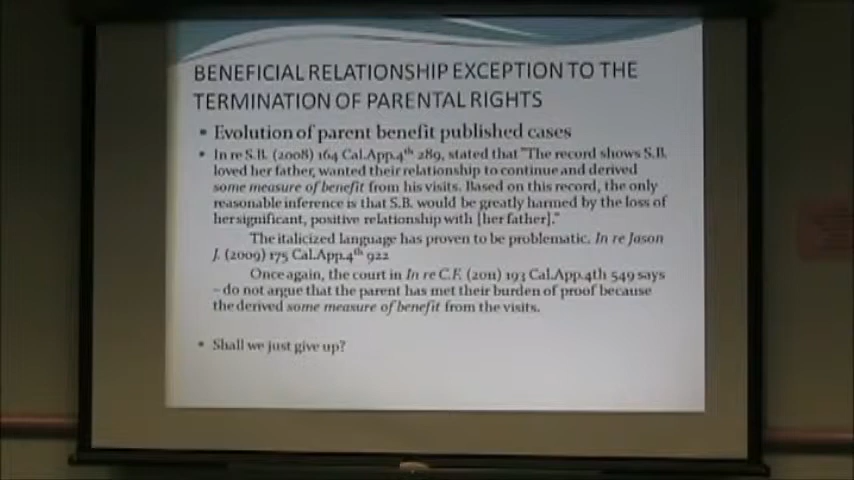 BENEFICIAL RELATIONSHIP EXCEPTION TO THE
TERMINATION OF PARENTAL RIGHTS
• Evolution of parent benefit published cases
• In re S.B. (2008) 164 Cal.App.4th 289, stated that "The record shows S.B.
loved her father, wanted their relationship to continue and derived
some measure of benefit from his visits. Based on this record, the only
reasonable inference is that S.B. would be greatly harmed by the loss of
her significant, positive relationship with [her father]."
The italicized language has proven to be problematic. In re Jason
J. (2009) 175 Cal.App.4th 922
Once again, the court in In re C.F. (2011) 193 Cal.App.4th 549 says
– do not argue that the parent has met their burden of proof because
the derived some measure of benefit from the visits.
• Shall we just give up?